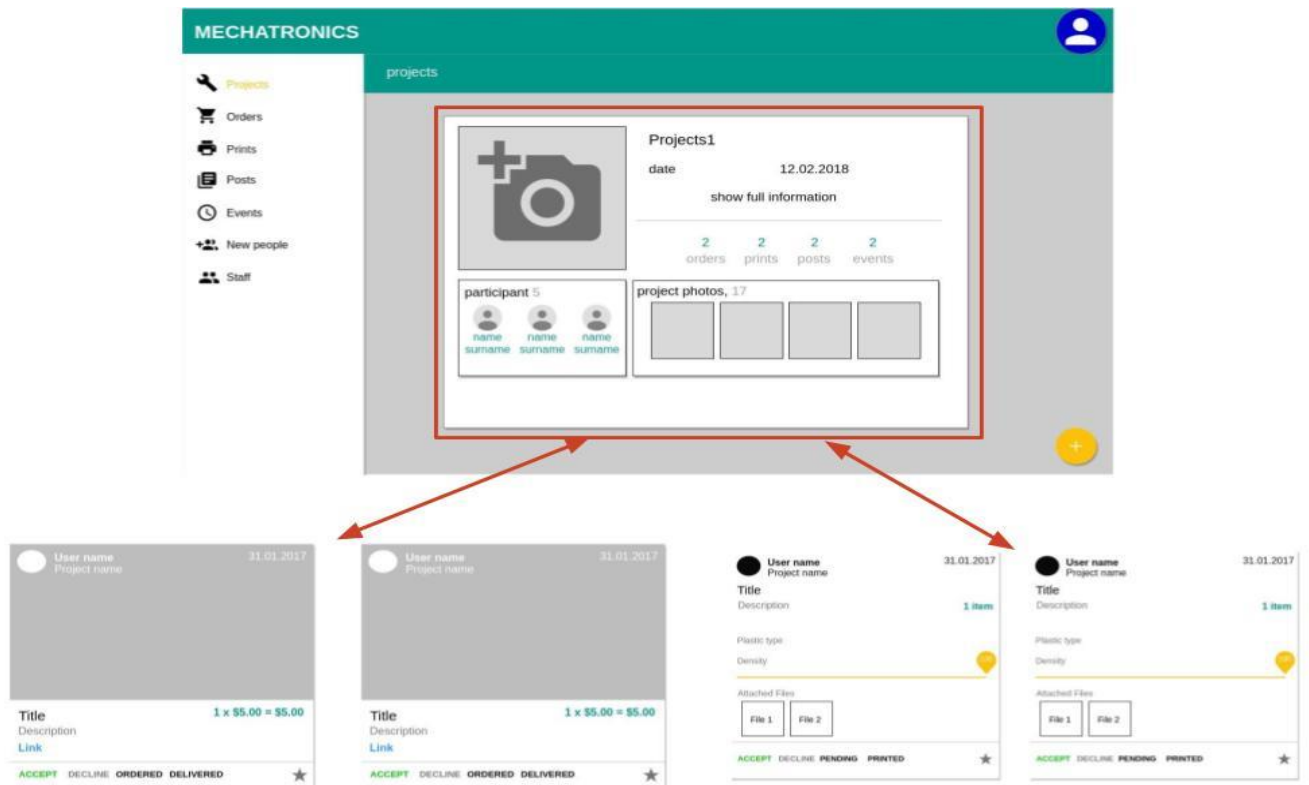 MECHATRONICS
projects
Projects
Orders
Prints
Posts
Events
New people
Staff
Projects1
date 12.02.2018
show full information
2 2 2 2
orders prints posts events
participant 5
name name name
surname surname surname
project photos, 17
+
User name 31.01.2017
Project name
Title 1 x $5.00 = $5.00
Description
Link
ACCEPT DECLINE ORDERED DELIVERED
User name 31.01.2017
Project name
Title 1 x $5.00 = $5.00
Description
Link
ACCEPT DECLINE ORDERED DELIVERED
User name 31.01.2017
Project name
Title
Description 1 item
Plastic type
Density
Attached Files
File 1 File 2
ACCEPT DECLINE PENDING PRINTED
User name 31.01.2017
Project name
Title
Description 1 item
Plastic type
Density
Attached Files
File 1 File 2
ACCEPT DECLINE PENDING PRINTED